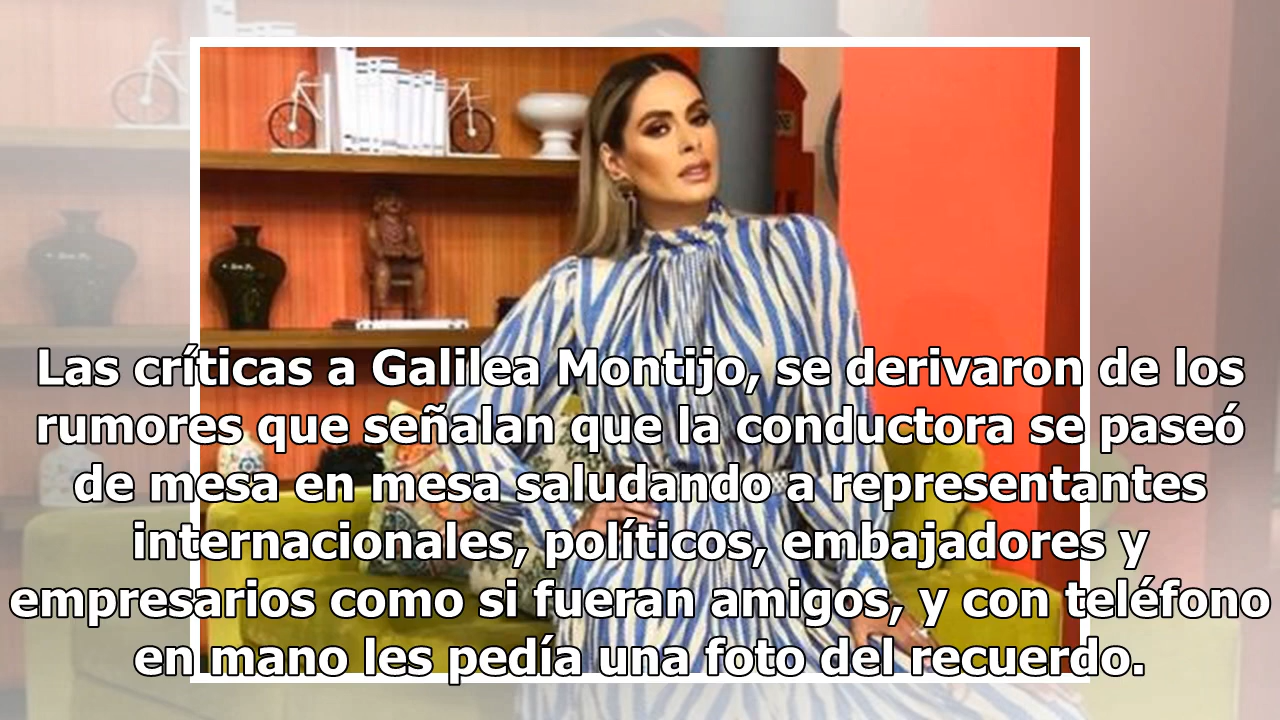 Las críticas a Galilea Montijo, se derivaron de los
rumores que señalan que la conductora se paseó
de mesa en mesa saludando a representantes
internacionales, políticos, embajadores y
empresarios como si fueran amigos, y con teléfono
en mano les pedía una foto del recuerdo.